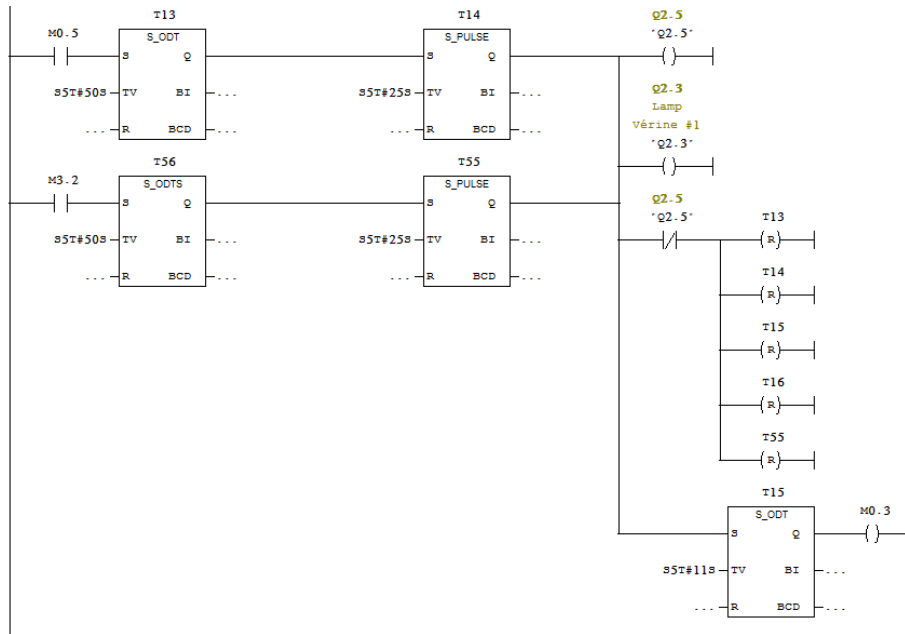 T13 T14 Q2.5
M0.5 S_ODT S_PULSE "Q2.5"
S Q S Q ( )
S5T#50S TV BI ... S5T#25S TV BI ... Q2.3
Lamp
... R BCD ... ... R BCD ... Vérine #1
"Q2.3"
T56 T55 ( )
M3.2 S_ODTS S_PULSE Q2.5
S Q S Q "Q2.5" T13
S5T#50S TV BI ... S5T#25S TV BI ... (R)
... R BCD ... ... R BCD ... T14
(R)
T15
(R)
T16
(R)
T55
(R)
T15
S_ODT M0.3
S Q ( )
S5T#11S TV BI ...
... R BCD ...